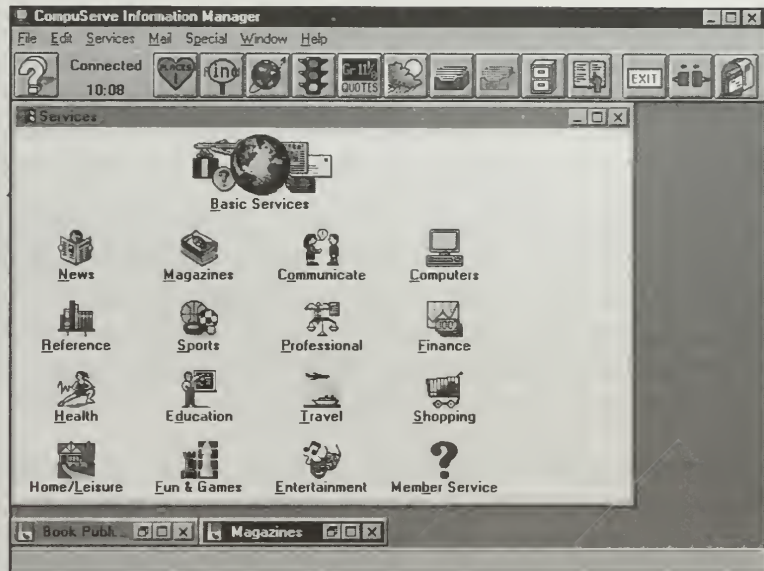 CompuServe Information Manager
File Edit Services Mail Special Window Help
Connected
10:08
PLACES
Find
QUOTES
EXIT
Services
Basic Services
News Magazines Communicate Computers
Reference Sports Professional Finance
Health Education Travel Shopping
Home/Leisure Fun & Games Entertainment Member Service
Book Publi... Magazines